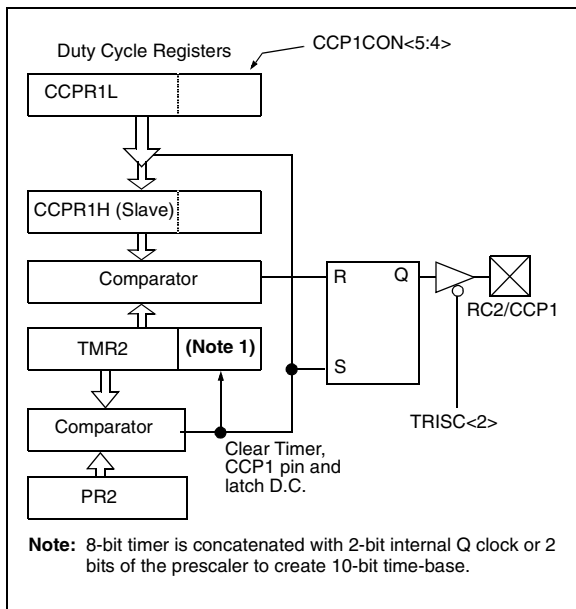 Duty Cycle Registers
CCP1CON<5:4>
CCPR1L
CCPR1H (Slave)
Comparator
R
Q
RC2/CCP1
TMR2
(Note 1)
S
TRISC<2>
Comparator
Clear Timer,
CCP1 pin and
latch D.C.
PR2
Note: 8-bit timer is concatenated with 2-bit internal Q clock or 2
bits of the prescaler to create 10-bit time-base.